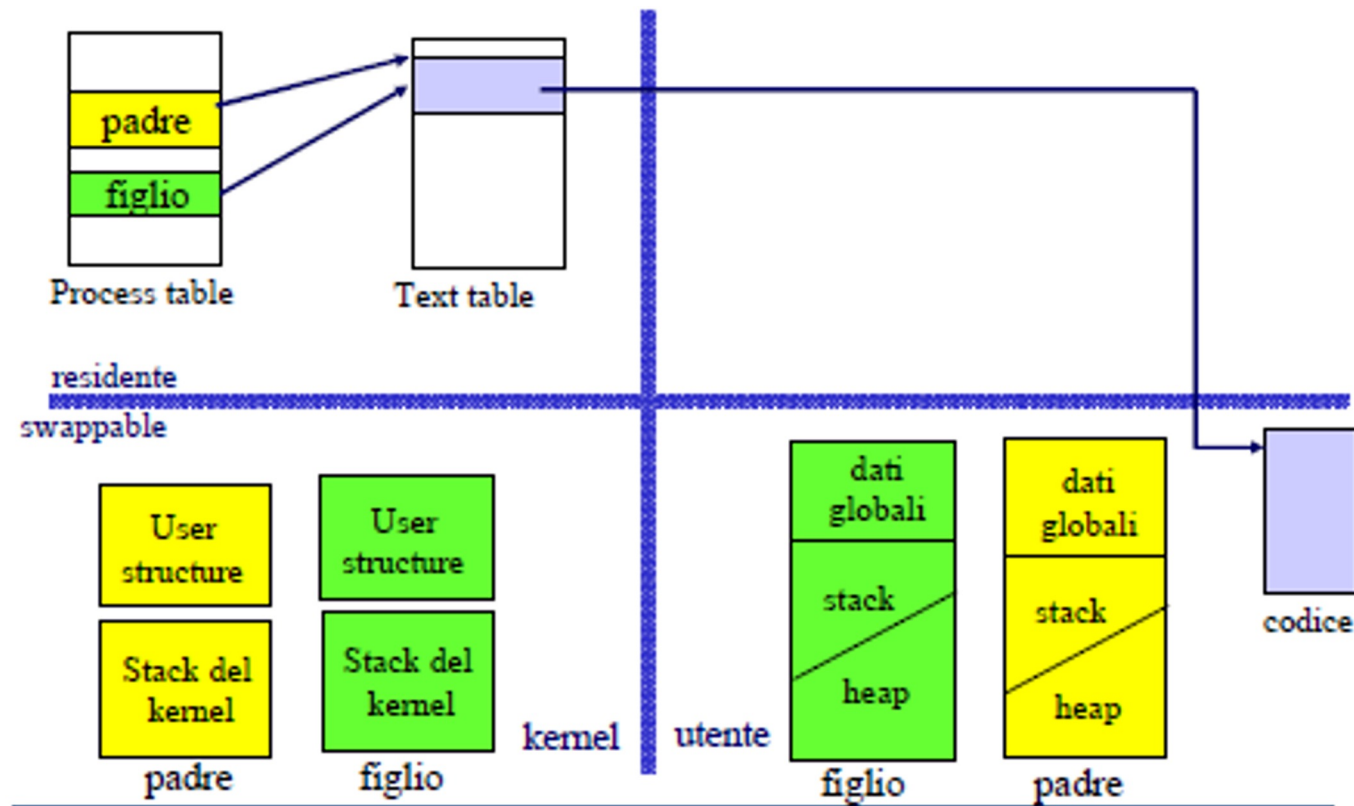 padre
figlio
Process table
Text table
residente
swappable
User
structure
Stack del
kernel
padre
User
structure
Stack del
kernel
figlio
kernel
utente
dati
globali
stack
heap
figlio
dati
globali
stack
heap
padre
codice